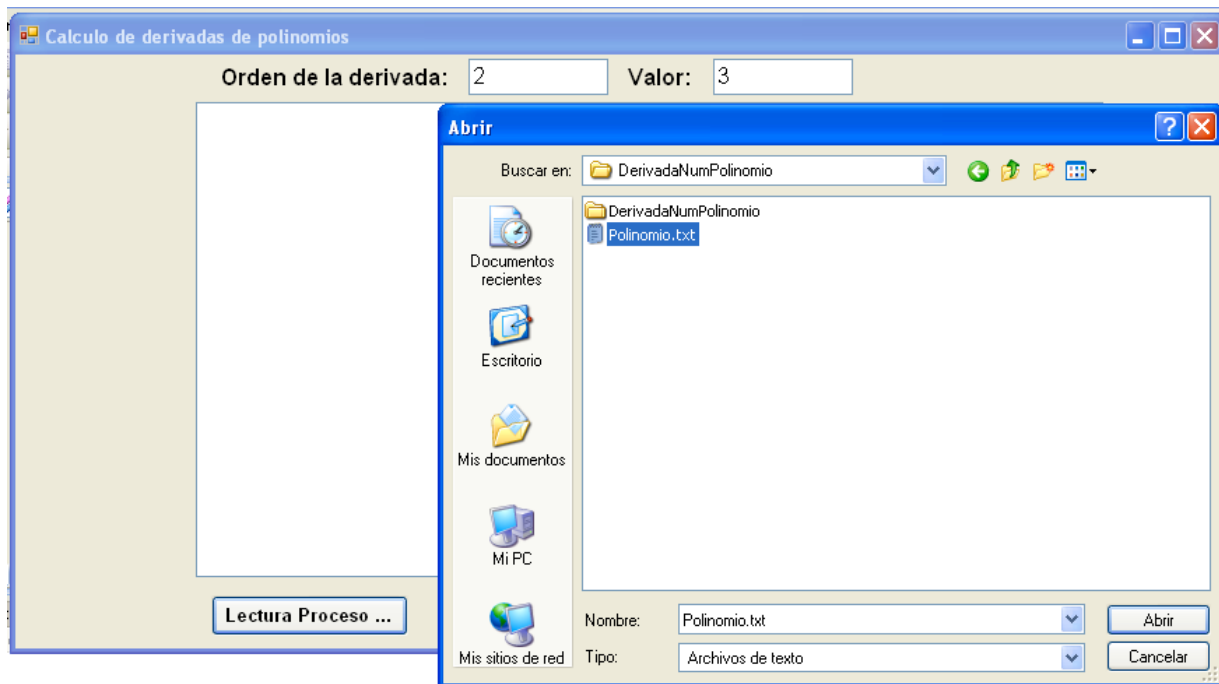 Calculo de derivadas de polinomios
Orden de la derivada: 2 Valor: 3
Abrir
Buscar en: DerivadaNumPolinomio
DerivadaNumPolinomio
Polinomio.txt
Documentos
recientes
Escritorio
Mis documentos
Mi PC
Mis sitios de red
Nombre: Polinomio.txt Abrir
Tipo: Archivos de texto Cancelar
Lectura Proceso ...